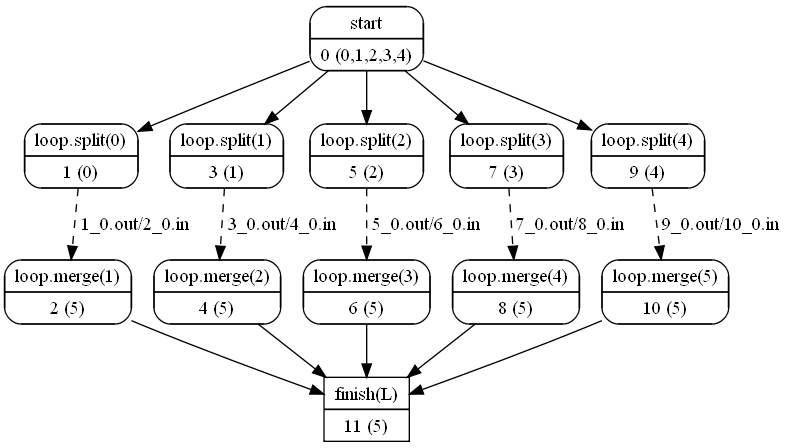 start
0 (0,1,2,3,4)
loop.split(0)
1 (0)
loop.split(1)
3 (1)
loop.split(2)
5 (2)
loop.split(3)
7 (3)
loop.split(4)
9 (4)
1_0.out/2_0.in
3_0.out/4_0.in
5_0.out/6_0.in
7_0.out/8_0.in
9_0.out/10_0.in
loop.merge(1)
2 (5)
loop.merge(2)
4 (5)
loop.merge(3)
6 (5)
loop.merge(4)
8 (5)
loop.merge(5)
10 (5)
finish(L)
11 (5)